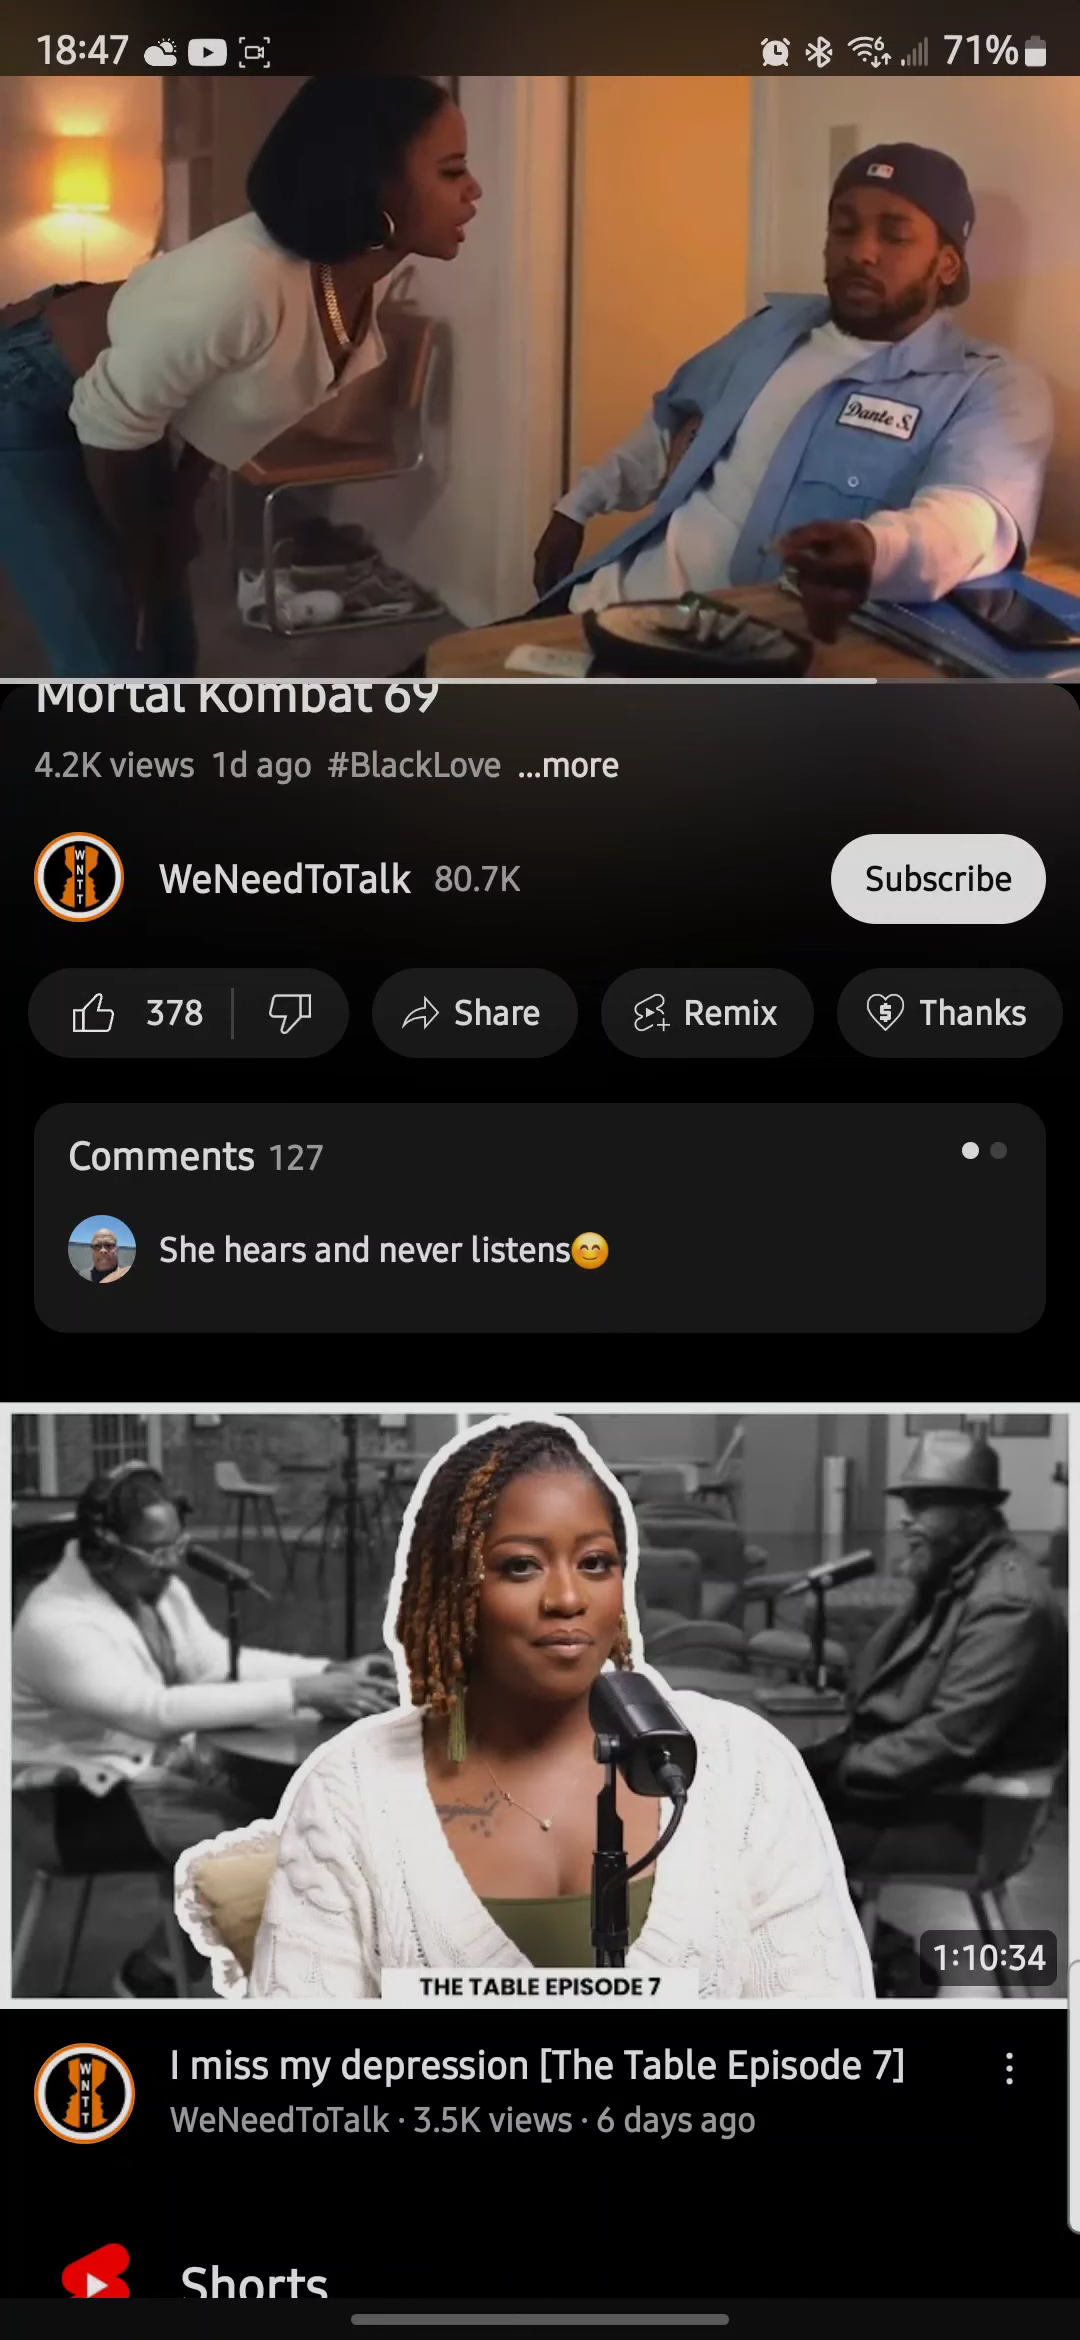 18:47 71%
Dante S.
Mortal Kombat 69
4.2K views 1d ago #BlackLove ...more
WNTT
WeNeedToTalk 80.7K
Subscribe
378 Share Remix Thanks
Comments 127
She hears and never listens😊
THE TABLE EPISODE 7
1:10:34
WNTT
I miss my depression [The Table Episode 7]
WeNeedToTalk · 3.5K views · 6 days ago
Shorts